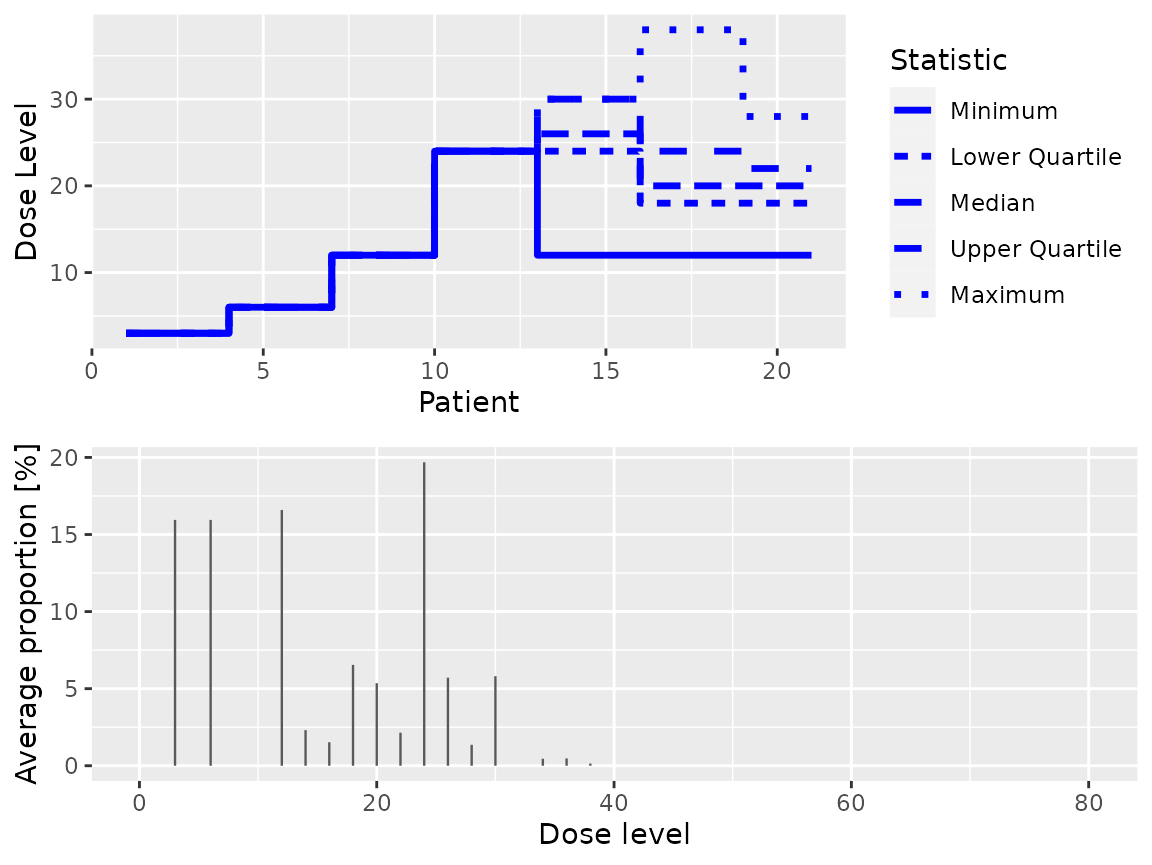 Dose Level
30
20
10
0
5
10
15
20
Patient
Statistic
Minimum
Lower Quartile
Median
Upper Quartile
Maximum
Average proportion [%]
20
15
10
5
0
0
20
40
60
80
Dose level